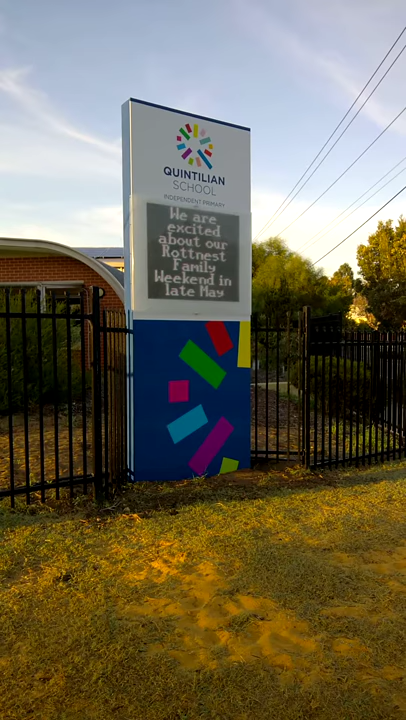 QUINTILIAN
SCHOOL
INDEPENDENT PRIMARY
We are
excited
about our
Rottnest
Family
Weekend in
late May